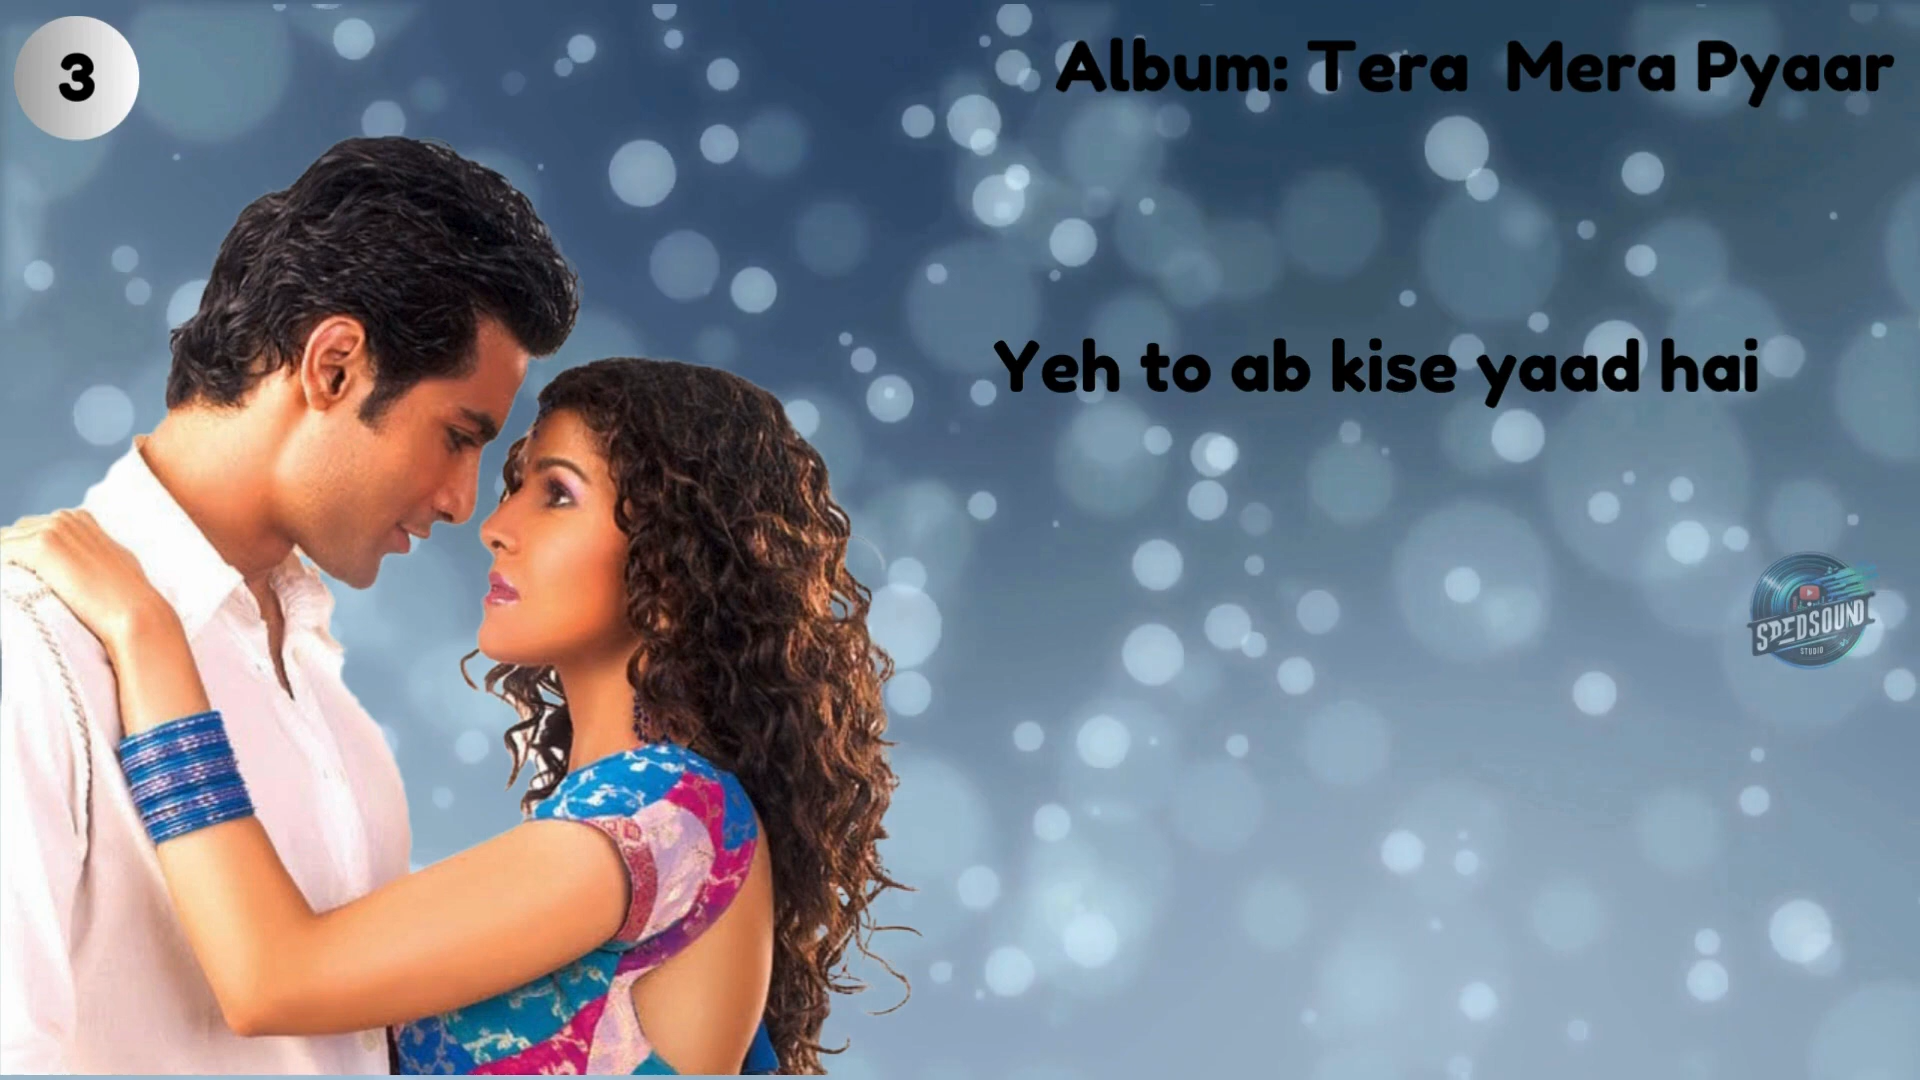 3
Album: Tera Mera Pyaar
Yeh to ab kise yaad hai
SPEDSOUND
STUDIO